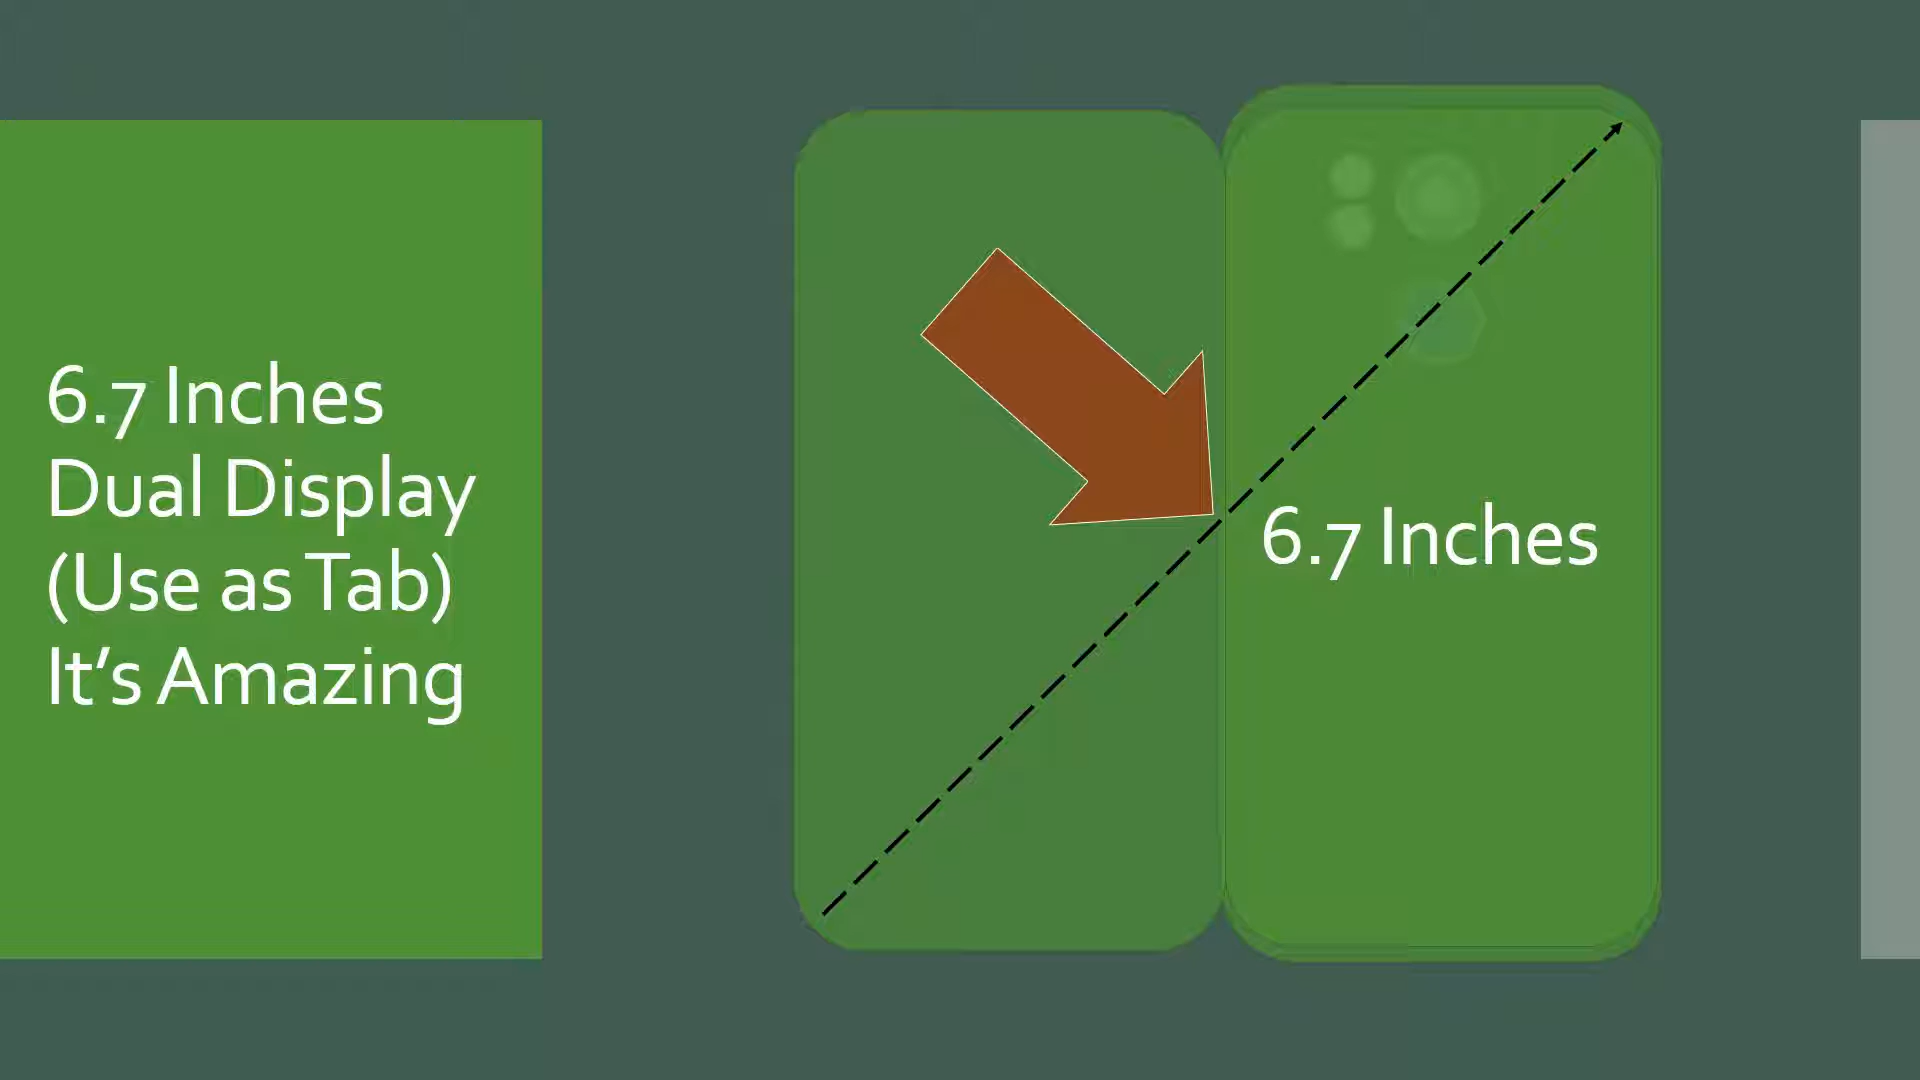 6.7 Inches
Dual Display
(Use as Tab)
It’s Amazing
6.7 Inches